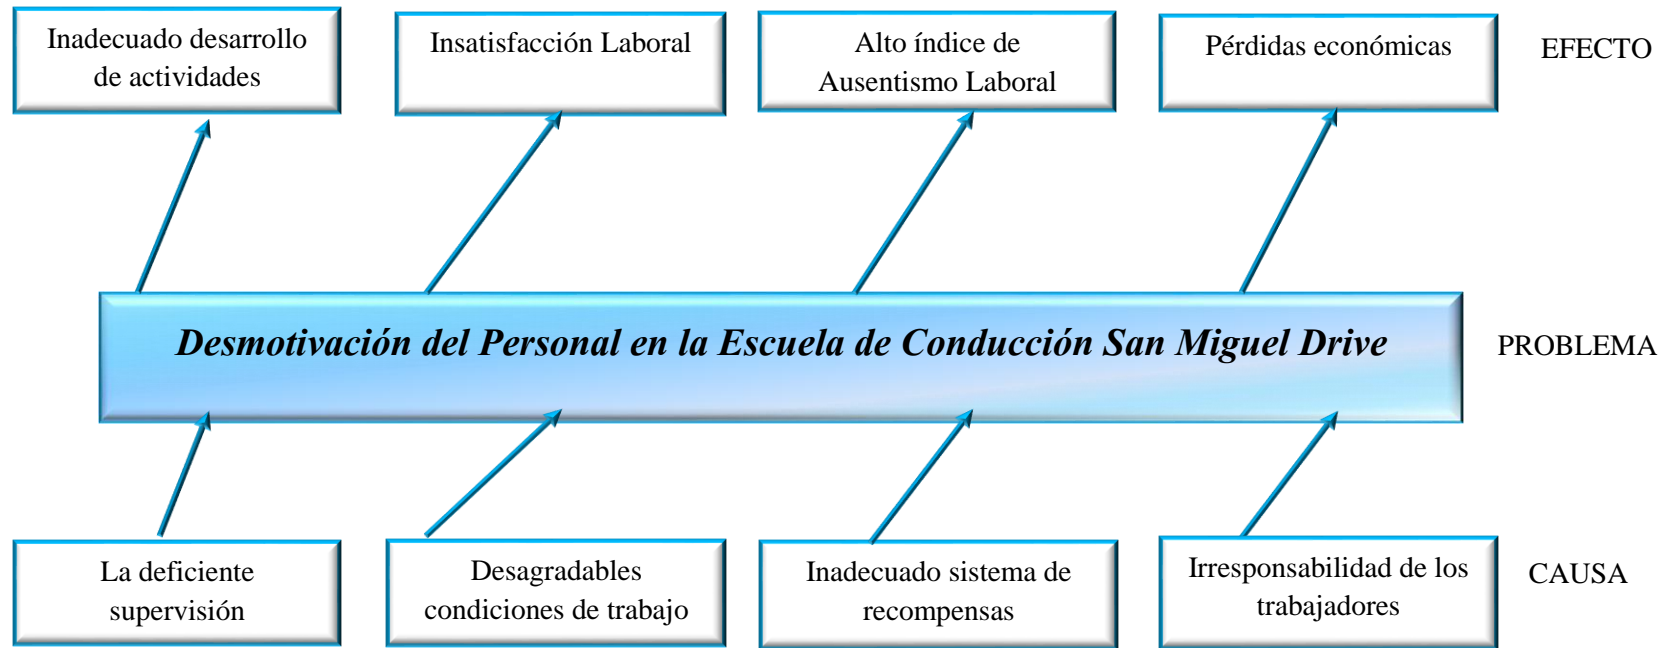 Inadecuado desarrollo
de actividades
Insatisfacción Laboral
Alto índice de
Ausentismo Laboral
Pérdidas económicas
EFECTO
Desmotivación del Personal en la Escuela de Conducción San Miguel Drive
PROBLEMA
La deficiente
supervisión
Desagradables
condiciones de trabajo
Inadecuado sistema de
recompensas
Irresponsabilidad de los
trabajadores
CAUSA